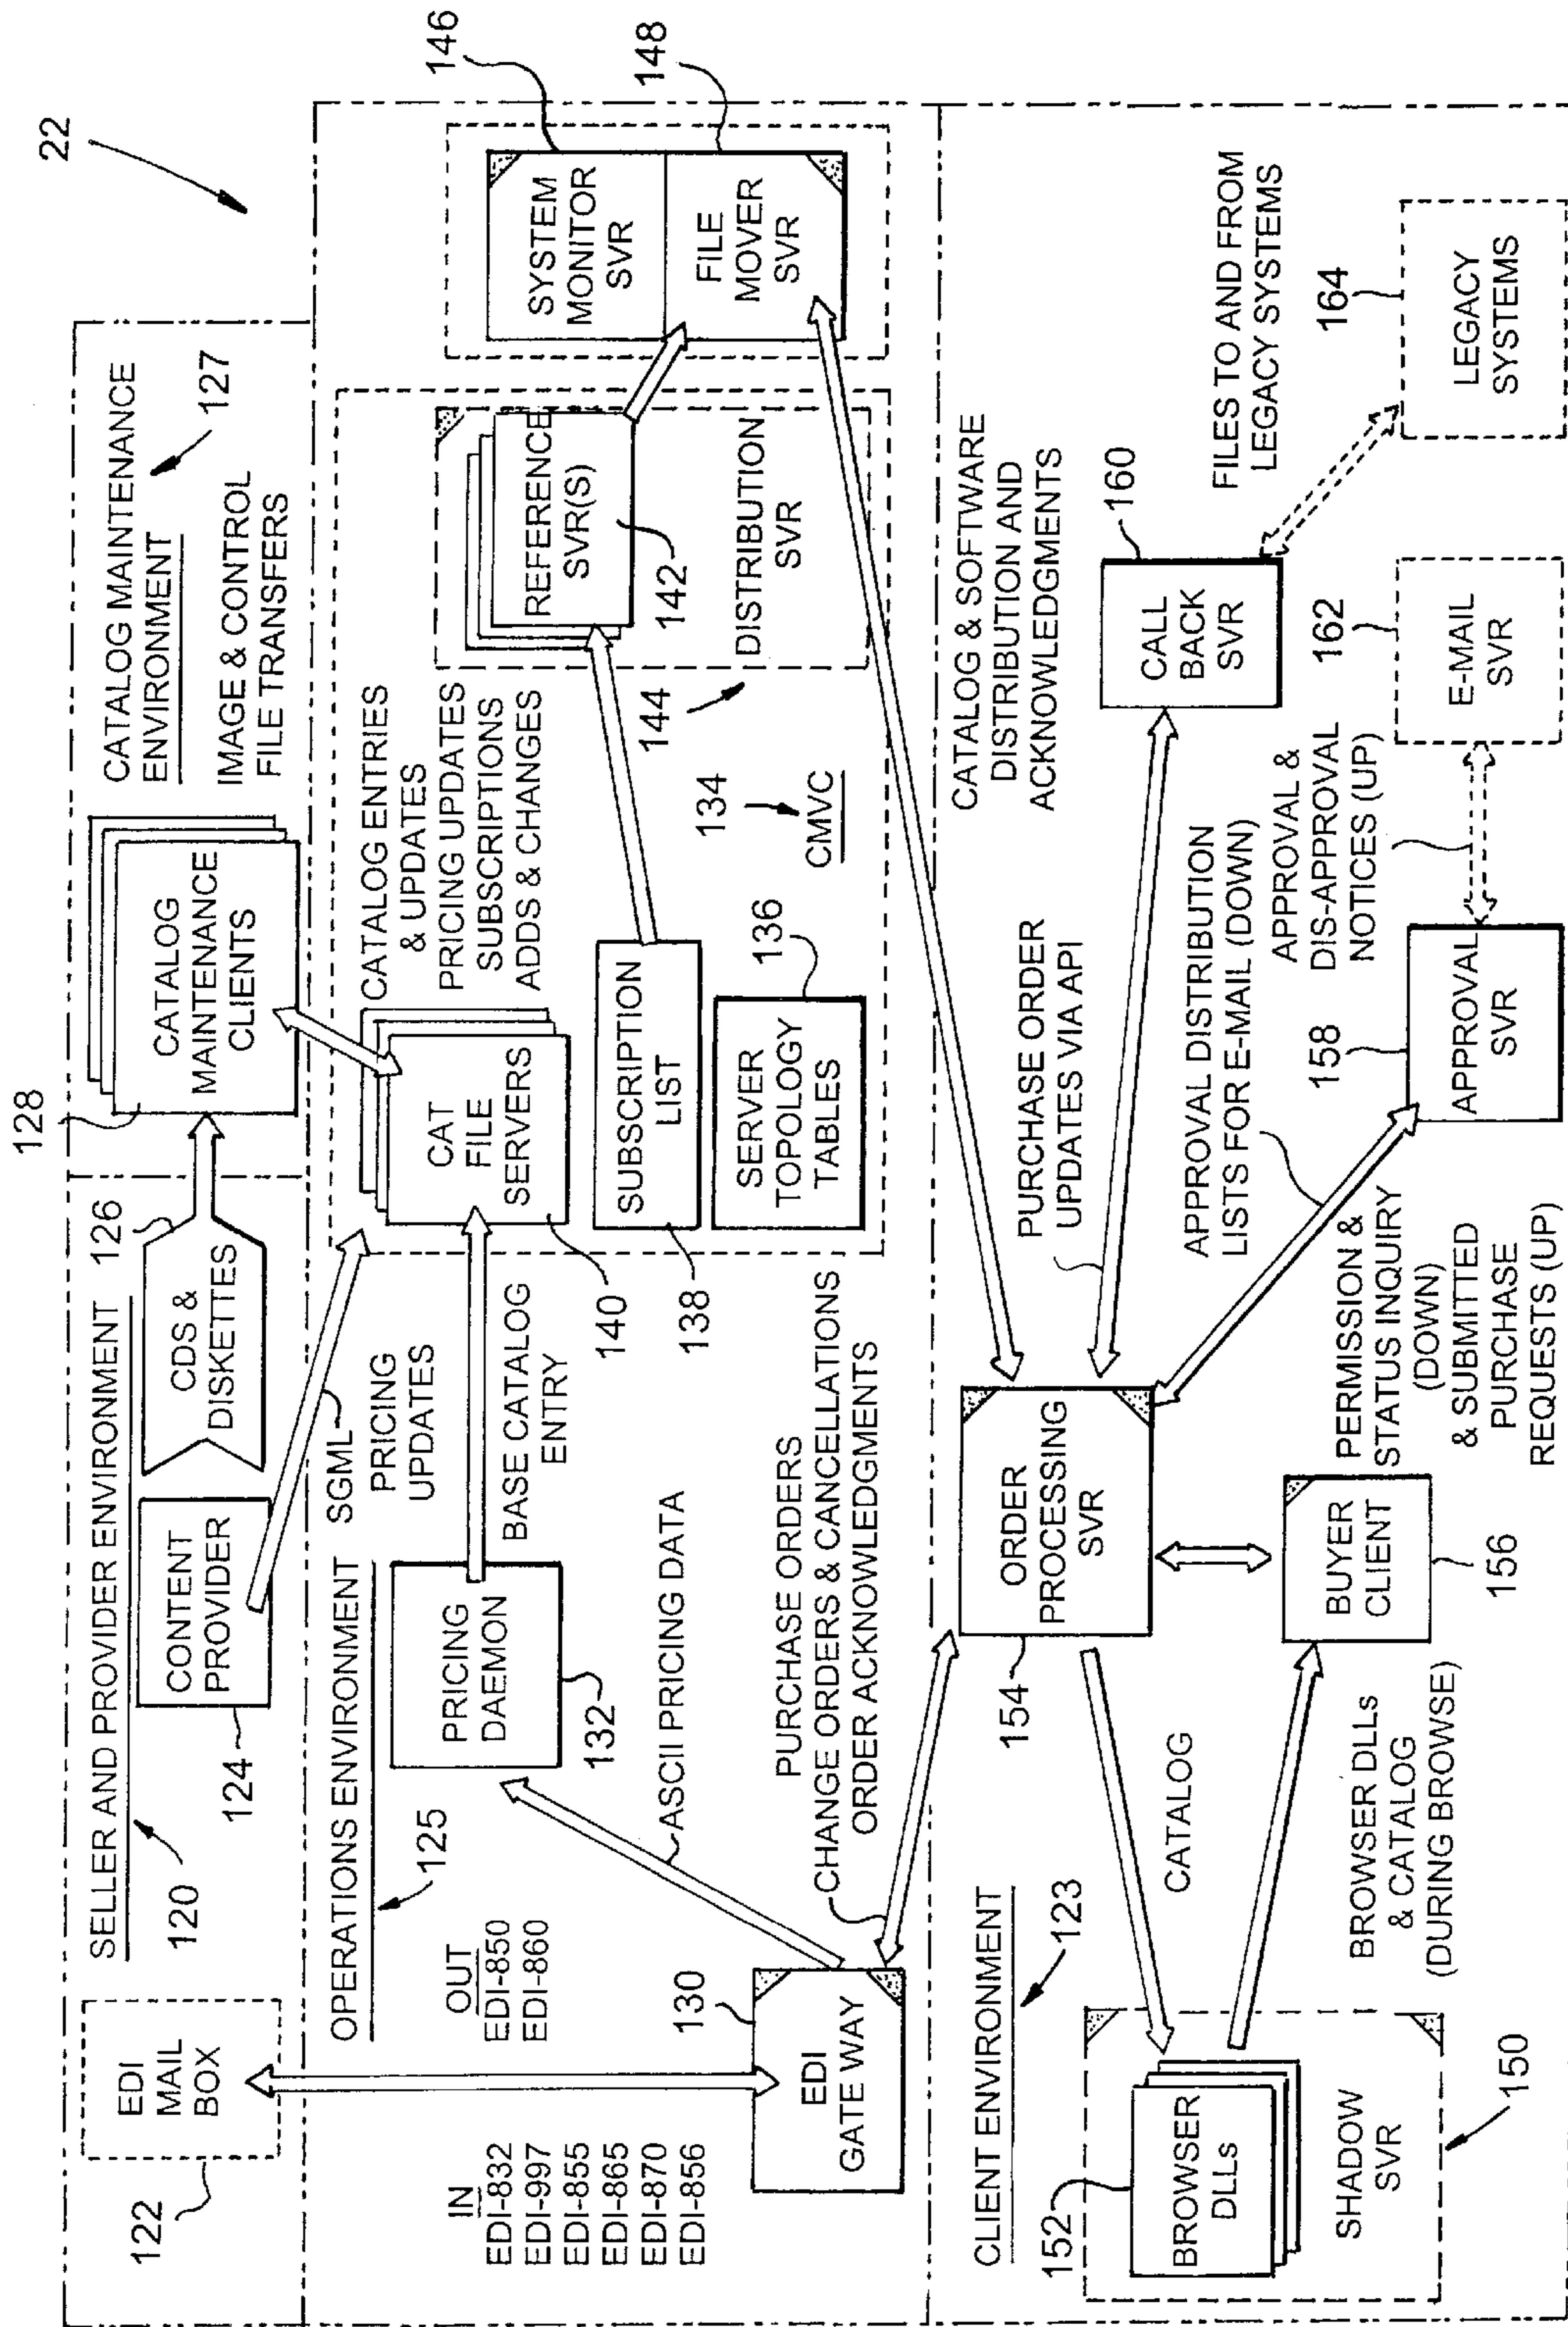 22
SELLER AND PROVIDER ENVIRONMENT
120
EDI
MAIL
BOX
122
CONTENT
PROVIDER
124
CDS &
DISKETTES
126
128
CATALOG
MAINTENANCE
CLIENTS
CATALOG MAINTENANCE
ENVIRONMENT
127
IMAGE & CONTROL
FILE TRANSFERS
OPERATIONS ENVIRONMENT
125
IN
EDI-832
EDI-997
EDI-855
EDI-865
EDI-870
EDI-856
OUT
EDI-850
EDI-860
130
EDI
GATE WAY
PRICING
DAEMON
132
SGML
PRICING
UPDATES
BASE CATALOG
ENTRY
ASCII PRICING DATA
PURCHASE ORDERS
CHANGE ORDERS & CANCELLATIONS
ORDER ACKNOWLEDGMENTS
CAT
FILE
SERVERS
140
CATALOG ENTRIES
& UPDATES
PRICING UPDATES
SUBSCRIPTIONS
ADDS & CHANGES
SUBSCRIPTION
LIST
138
SERVER
TOPOLOGY
TABLES
136
134
CMVC
144
REFERENCE
SVR(S)
142
DISTRIBUTION
SVR
SYSTEM
MONITOR
SVR
146
FILE
MOVER
SVR
148
CLIENT ENVIRONMENT
123
152
BROWSER
DLLs
SHADOW
SVR
150
CATALOG
BROWSER DLLs
& CATALOG
(DURING BROWSE)
154
ORDER
PROCESSING
SVR
BUYER
CLIENT
156
PERMISSION &
STATUS INQUIRY
(DOWN)
& SUBMITTED
PURCHASE
REQUESTS (UP)
CATALOG & SOFTWARE
DISTRIBUTION AND
ACKNOWLEDGMENTS
PURCHASE ORDER
UPDATES VIA API
APPROVAL DISTRIBUTION
LISTS FOR E-MAIL (DOWN)
APPROVAL &
DIS-APPROVAL
NOTICES (UP)
158
APPROVAL
SVR
160
CALL
BACK
SVR
162
E-MAIL
SVR
FILES TO AND FROM
LEGACY SYSTEMS
164
LEGACY
SYSTEMS